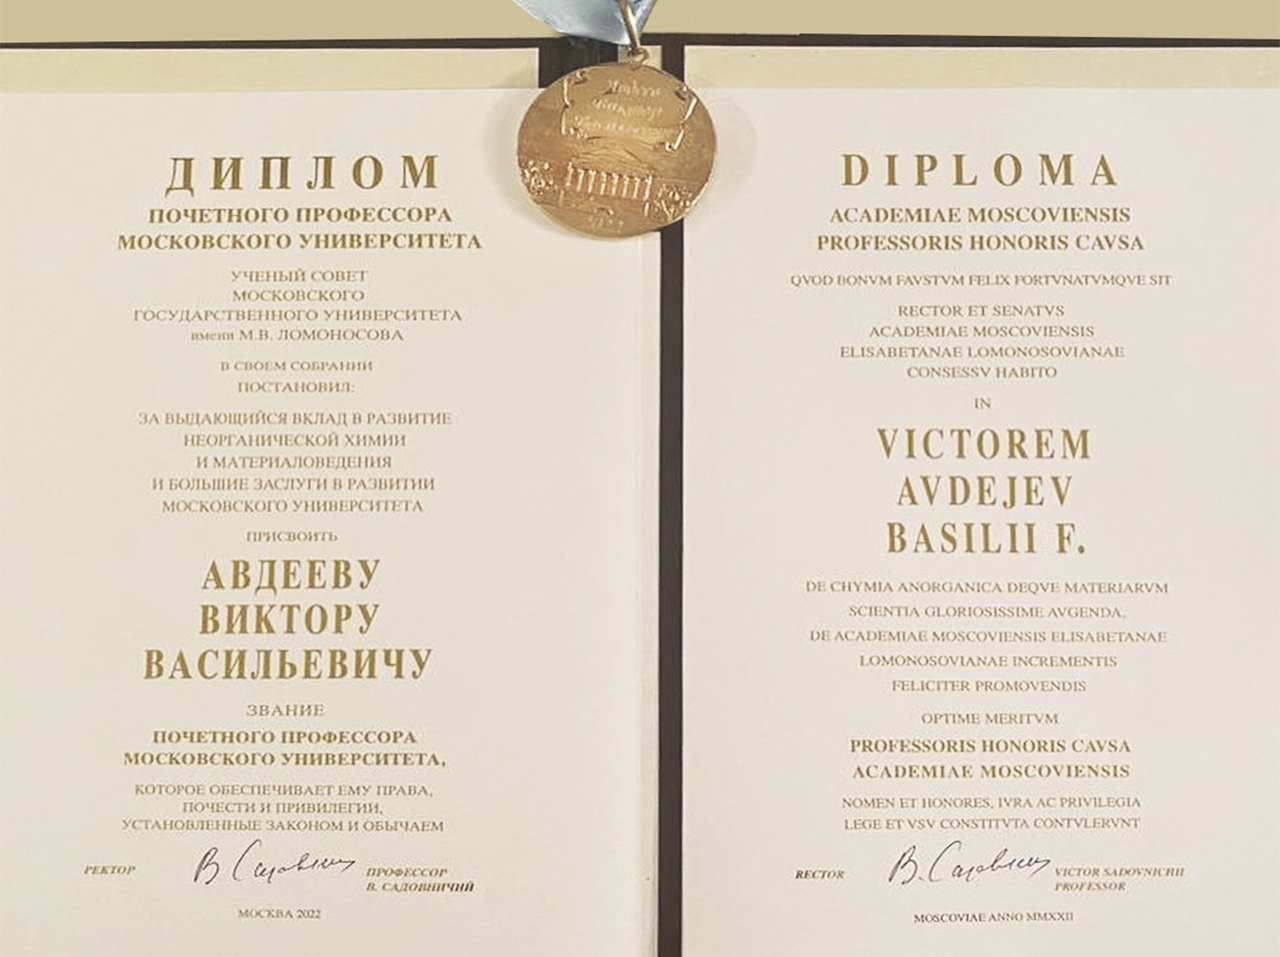 ДИПЛОМ
ПОЧЕТНОГО ПРОФЕССОРА
МОСКОВСКОГО УНИВЕРСИТЕТА
УЧЕНЫЙ СОВЕТ
МОСКОВСКОГО
ГОСУДАРСТВЕННОГО УНИВЕРСИТЕТА
имени М.В. ЛОМОНОСОВА
В СВОЕМ СОБРАНИИ
ПОСТАНОВИЛ:
ЗА ВЫДАЮЩИЙСЯ ВКЛАД В РАЗВИТИЕ
НЕОРГАНИЧЕСКОЙ ХИМИИ
И МАТЕРИАЛОВЕДЕНИЯ
И БОЛЬШИЕ ЗАСЛУГИ В РАЗВИТИИ
МОСКОВСКОГО УНИВЕРСИТЕТА
ПРИСВОИТЬ
АВДЕЕВУ
ВИКТОРУ
ВАСИЛЬЕВИЧУ
ЗВАНИЕ
ПОЧЕТНОГО ПРОФЕССОРА
МОСКОВСКОГО УНИВЕРСИТЕТА,
КОТОРОЕ ОБЕСПЕЧИВАЕТ ЕМУ ПРАВА,
ПОЧЕСТИ И ПРИВИЛЕГИИ,
УСТАНОВЛЕННЫЕ ЗАКОНОМ И ОБЫЧАЕМ
РЕКТОР В. Садовничий ПРОФЕССОР
В. САДОВНИЧИЙ
МОСКВА 2022
DIPLOMA
ACADEMIAE MOSCOVIENSIS
PROFESSORIS HONORIS CAVSA
QVOD BONVM FAVSTVM FELIX FORTVNATVMQVE SIT
RECTOR ET SENATVS
ACADEMIAE MOSCOVIENSIS
ELISABETANAE LOMONOSOVIANAE
CONSESSV HABITO
IN
VICTOREM
AVDEJEV
BASILII F.
DE CHYMIA ANORGANICA DEQVE MATERIARVM
SCIENTIA GLORIOSISSIME AVGENDA,
DE ACADEMIAE MOSCOVIENSIS ELISABETANAE
LOMONOSOVIANAE INCREMENTIS
FELICITER PROMOVENDIS
OPTIME MERITVM
PROFESSORIS HONORIS CAVSA
ACADEMIAE MOSCOVIENSIS
NOMEN ET HONORES, IVRA AC PRIVILEGIA
LEGE ET VSV CONSTITVTA CONTVLERVNT
RECTOR В. Садовничий VICTOR SADOVNICHII
PROFESSOR
MOSCOVIAE ANNO MMXXII